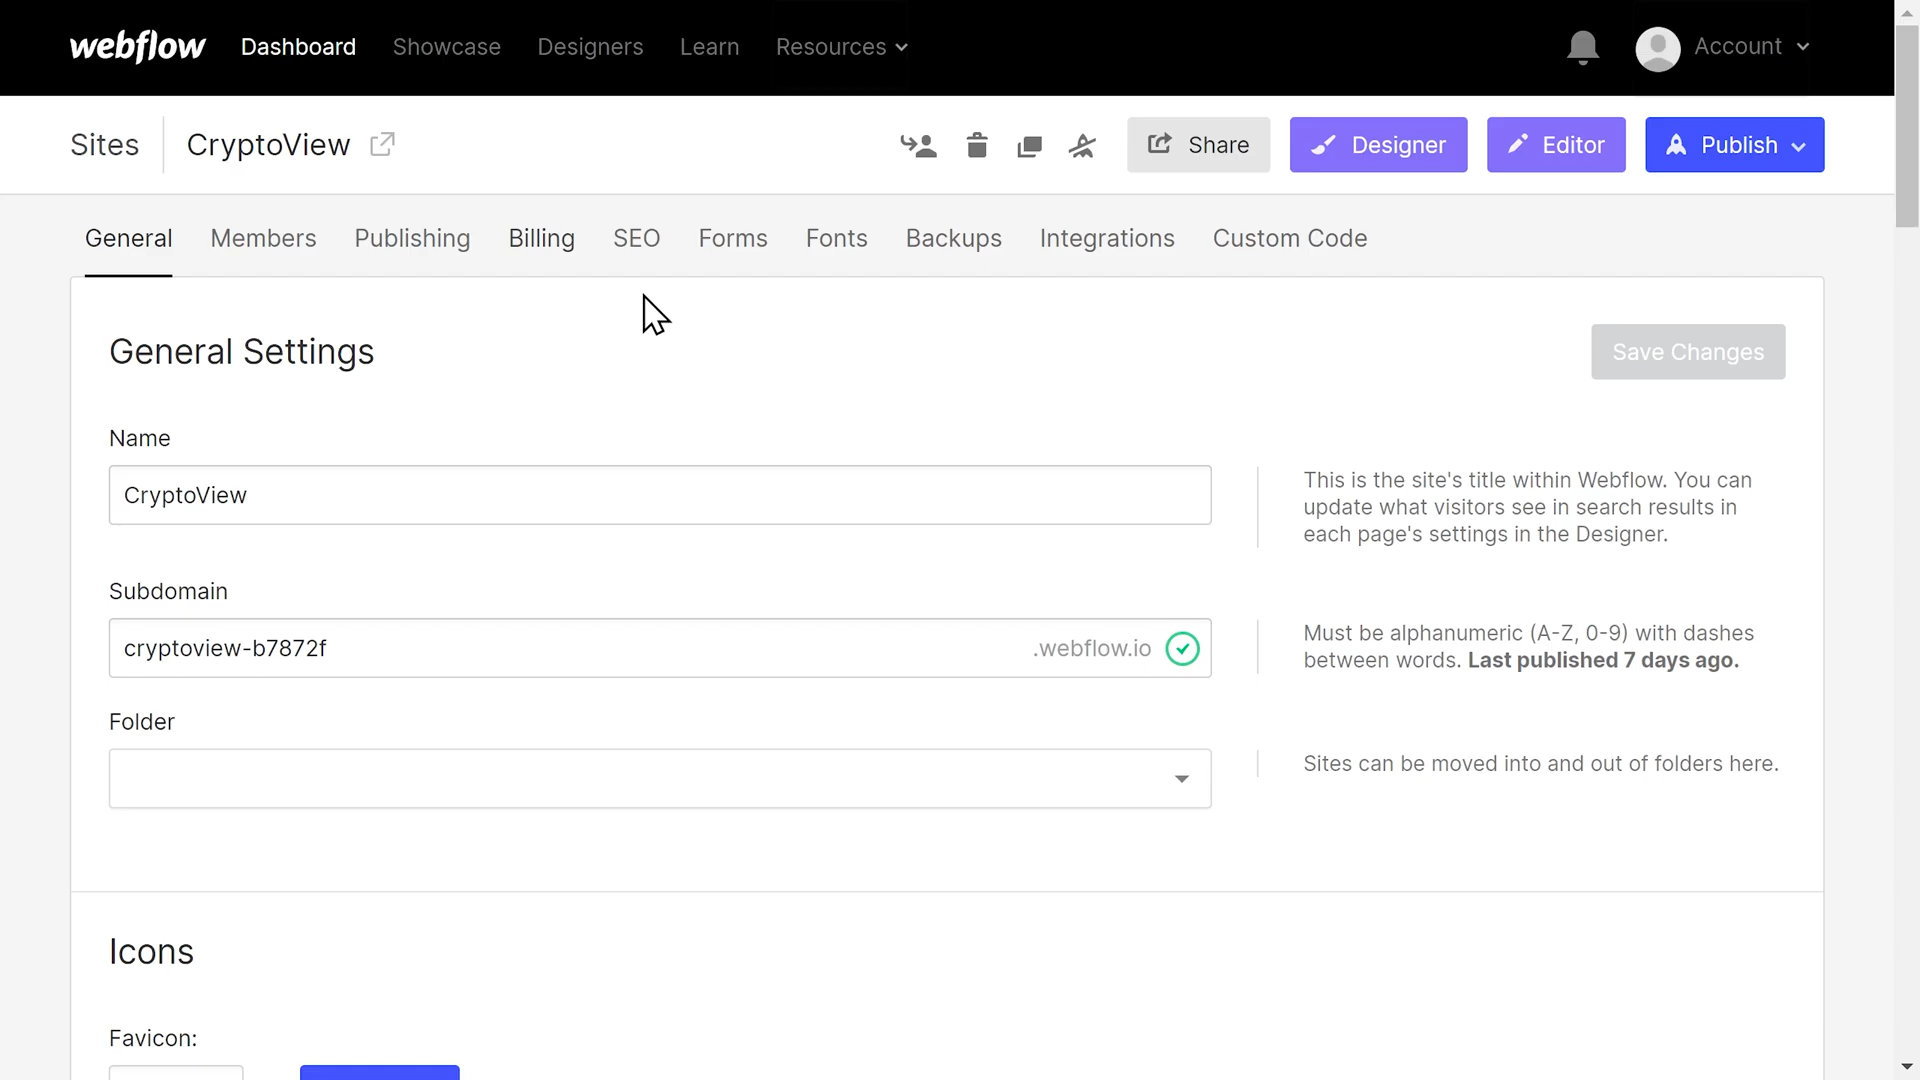 webflow Dashboard Showcase Designers Learn Resources Account
Sites CryptoView Share Designer Editor Publish
General Members Publishing Billing SEO Forms Fonts Backups Integrations Custom Code
General Settings
Save Changes
Name
CryptoView
This is the site's title within Webflow. You can
update what visitors see in search results in
each page's settings in the Designer.
Subdomain
cryptoview-b7872f .webflow.io
Must be alphanumeric (A-Z, 0-9) with dashes
between words. Last published 7 days ago.
Folder
Sites can be moved into and out of folders here.
Icons
Favicon: